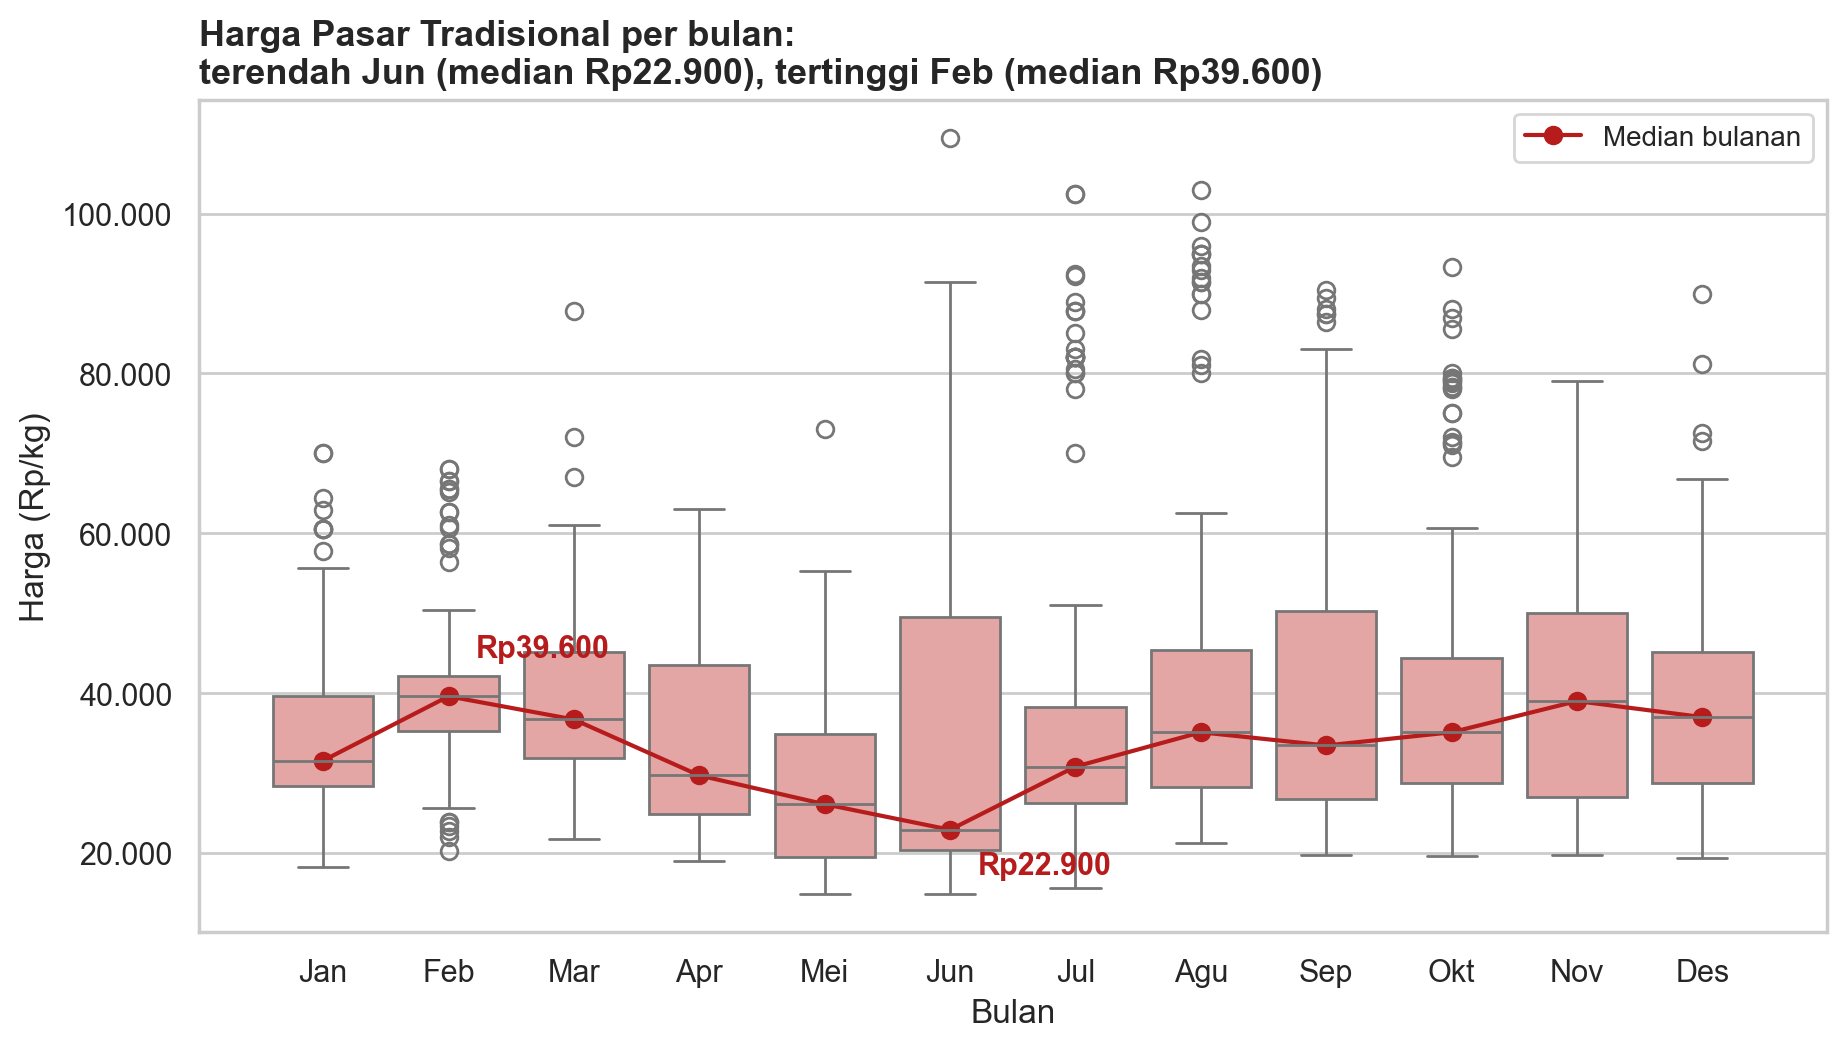 Harga Pasar Tradisional per bulan:
terendah Jun (median Rp22.900), tertinggi Feb (median Rp39.600)
Median bulanan
Harga (Rp/kg)
100.000
80.000
60.000
40.000
20.000
Rp39.600
Rp22.900
Jan Feb Mar Apr Mei Jun Jul Agu Sep Okt Nov Des
Bulan